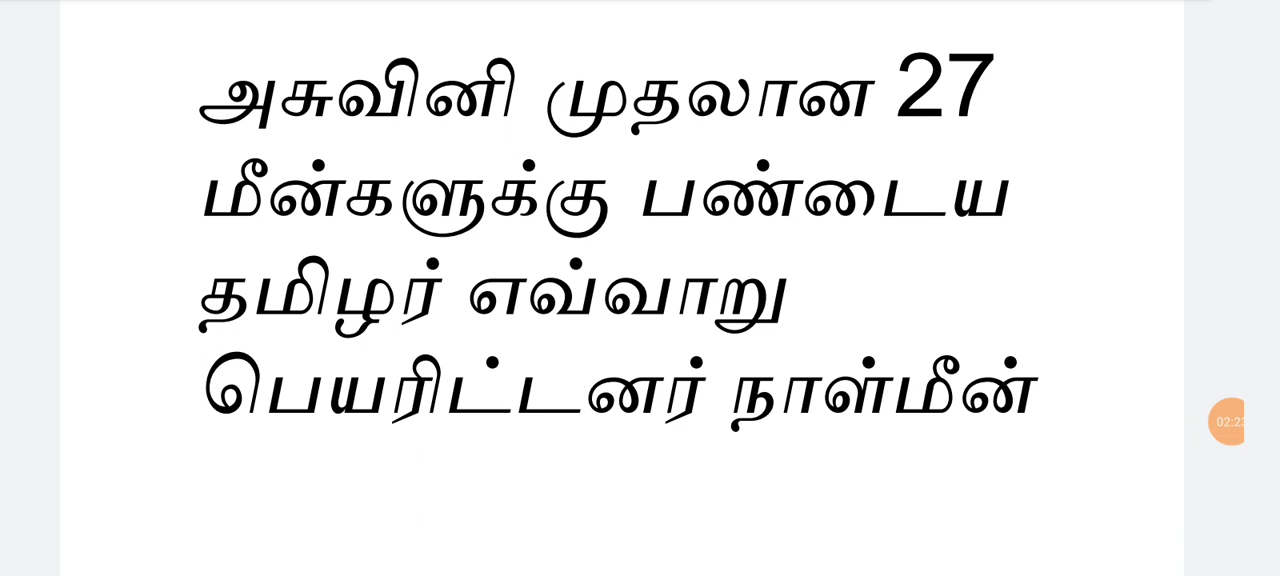 அசுவினி முதலான 27
மீன்களுக்கு பண்டைய
தமிழர் எவ்வாறு
பெயரிட்டனர் நாள்மீன்